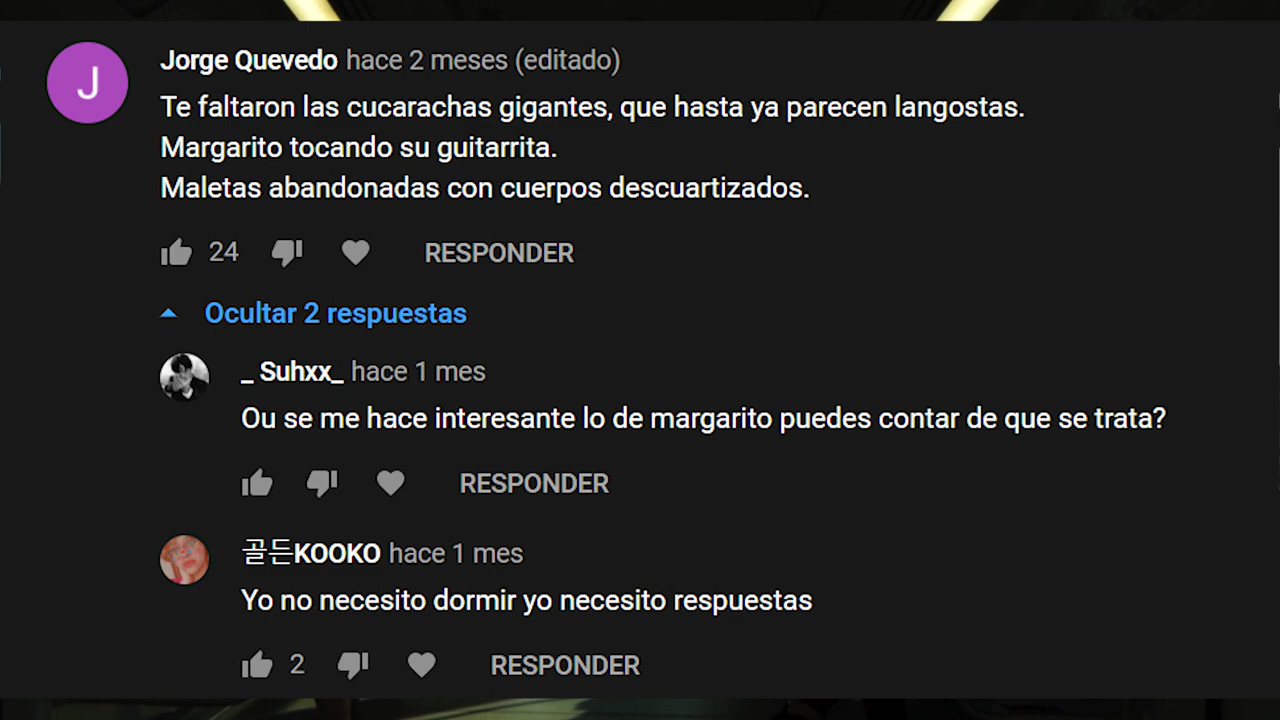 J
Jorge Quevedo hace 2 meses (editado)
Te faltaron las cucarachas gigantes, que hasta ya parecen langostas.
Margarito tocando su guitarrita.
Maletas abandonadas con cuerpos descuartizados.
24 RESPONDER
Ocultar 2 respuestas
_ Suhxx_ hace 1 mes
Ou se me hace interesante lo de margarito puedes contar de que se trata?
RESPONDER
골든KOOKO hace 1 mes
Yo no necesito dormir yo necesito respuestas
2 RESPONDER